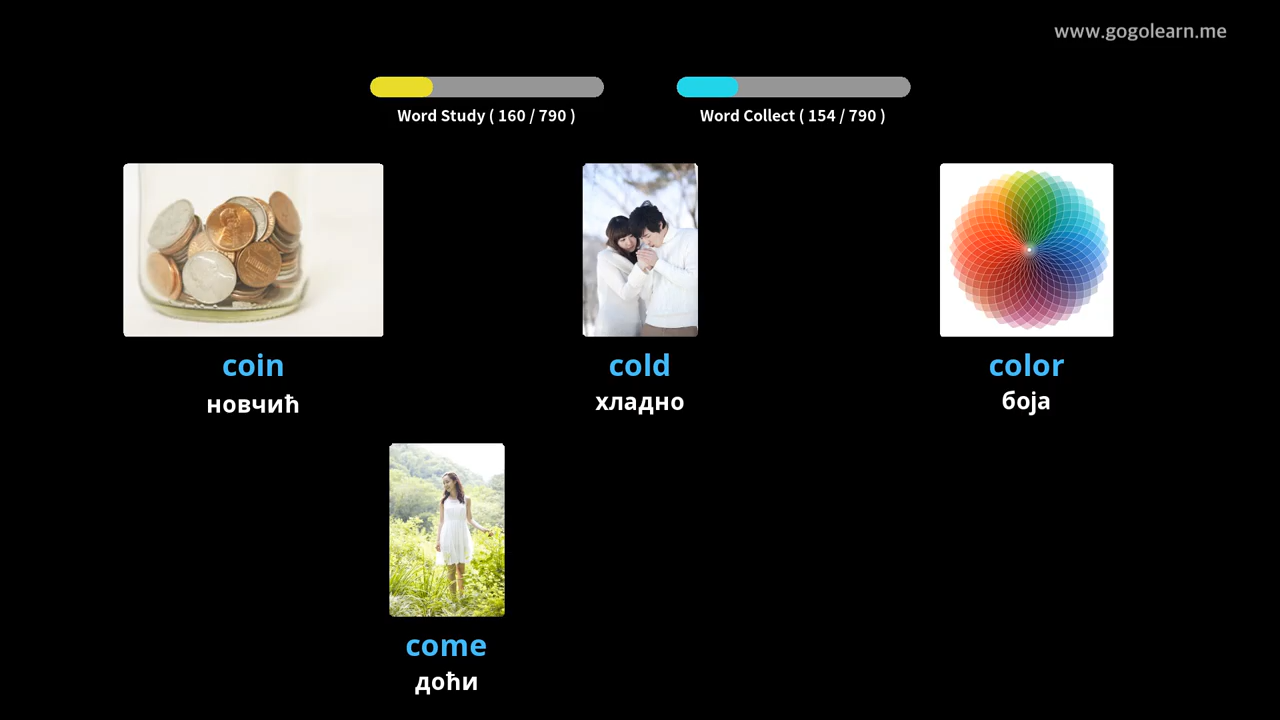 www.gogolearn.me
Word Study ( 160 / 790 )
Word Collect ( 154 / 790 )
coin
новчић
cold
хладно
color
боја
come
доћи